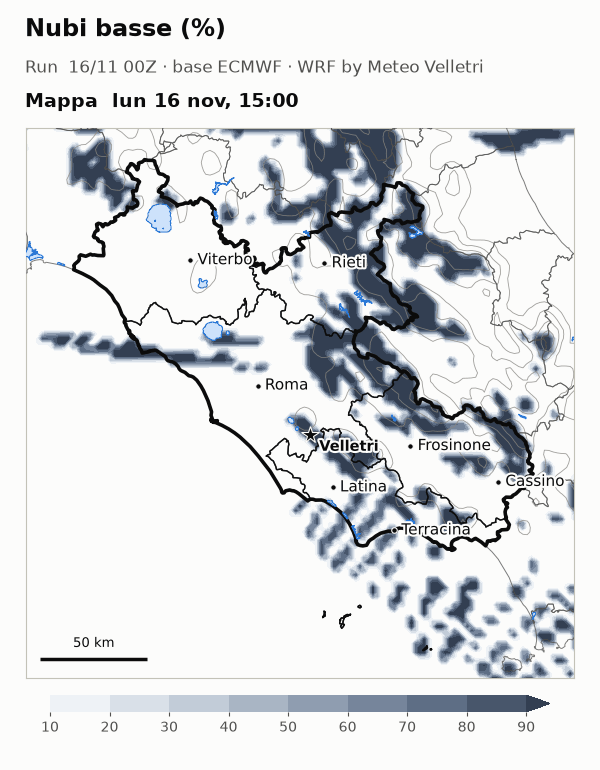 Nubi basse (%)
Run 16/11 00Z · base ECMWF · WRF by Meteo Velletri
Mappa lun 16 nov, 15:00
Viterbo
Rieti
Roma
Velletri
Frosinone
Cassino
Latina
Terracina
50 km
10 20 30 40 50 60 70 80 90